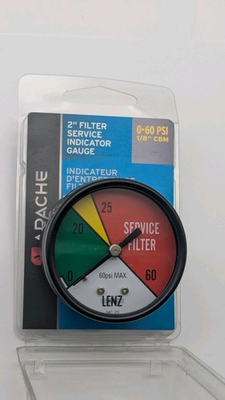 2" FILTER
SERVICE
INDICATOR
GAUGE
0-60 PSI
1/8" CBM
INDICATEUR
APACHE
25
20
SERVICE
FILTER
0
60
60psi MAX.
LENZ